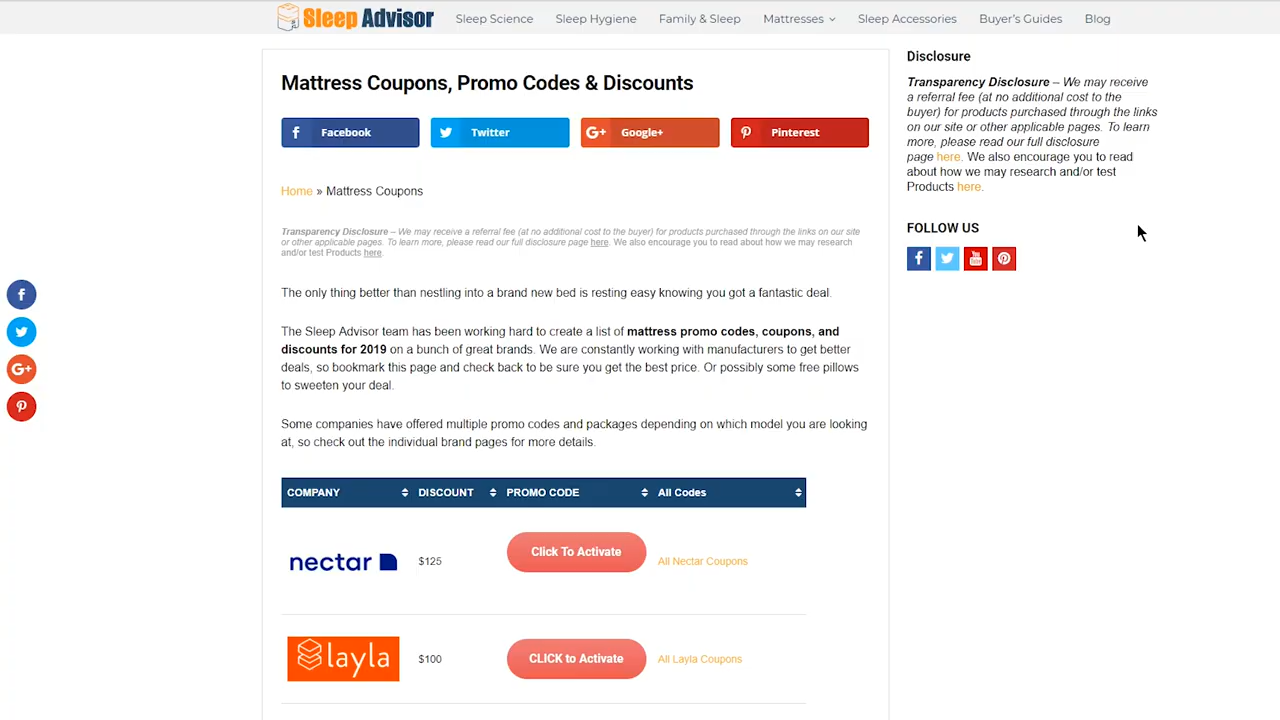 Sleep Advisor Sleep Science Sleep Hygiene Family & Sleep Mattresses Sleep Accessories Buyer's Guides Blog
Mattress Coupons, Promo Codes & Discounts
Facebook Twitter Google+ Pinterest
Home » Mattress Coupons
Transparency Disclosure – We may receive a referral fee (at no additional cost to the buyer) for products purchased through the links on our site
or other applicable pages. To learn more, please read our full disclosure page here. We also encourage you to read about how we may research
and/or test Products here.
The only thing better than nestling into a brand new bed is resting easy knowing you got a fantastic deal.
The Sleep Advisor team has been working hard to create a list of mattress promo codes, coupons, and
discounts for 2019 on a bunch of great brands. We are constantly working with manufacturers to get better
deals, so bookmark this page and check back to be sure you get the best price. Or possibly some free pillows
to sweeten your deal.
Some companies have offered multiple promo codes and packages depending on which model you are looking
at, so check out the individual brand pages for more details.
COMPANY DISCOUNT PROMO CODE All Codes
nectar $125 Click To Activate All Nectar Coupons
layla $100 CLICK to Activate All Layla Coupons
Disclosure
Transparency Disclosure – We may receive
a referral fee (at no additional cost to the
buyer) for products purchased through the links
on our site or other applicable pages. To learn
more, please read our full disclosure
page here. We also encourage you to read
about how we may research and/or test
Products here.
FOLLOW US